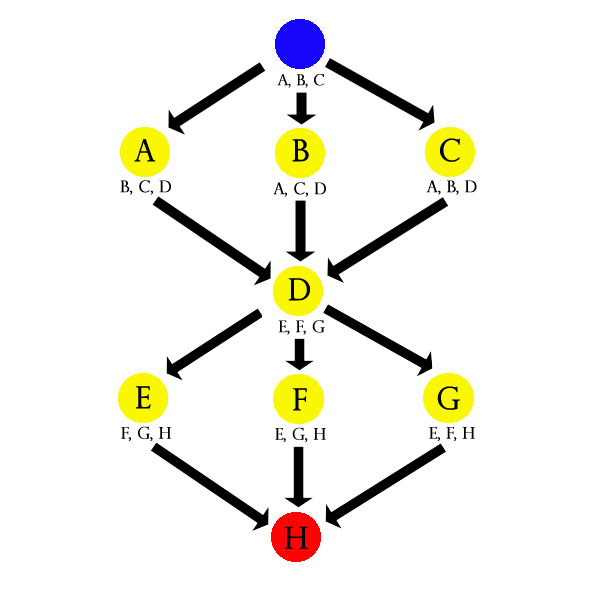 A, B, C
A
B
C
B, C, D
A, C, D
A, B, D
D
E, F, G
E
F
G
F, G, H
E, G, H
E, F, H
H